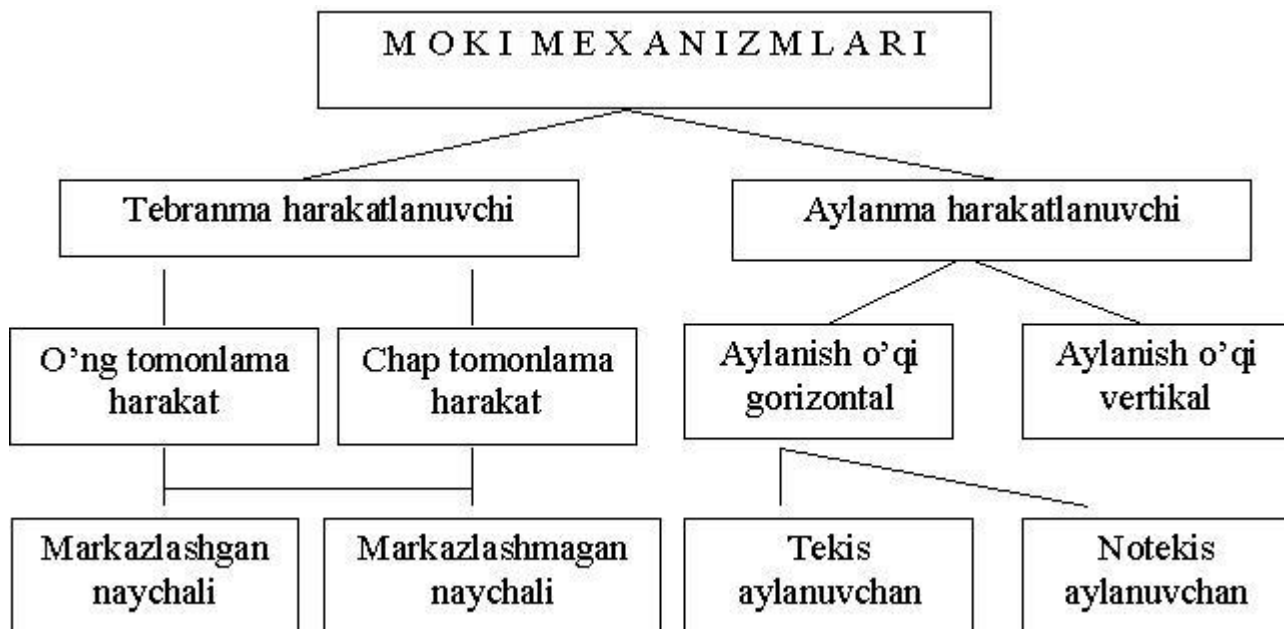 M O K I M E X A N I Z M L A R I
Tebranma harakatlanuvchi
Aylanma harakatlanuvchi
O’ng tomonlama
harakat
Chap tomonlama
harakat
Aylanish o’qi
gorizontal
Aylanish o’qi
vertikal
Markazlashgan
naychali
Markazlashmagan
naychali
Tekis
aylanuvchan
Notekis
aylanuvchan